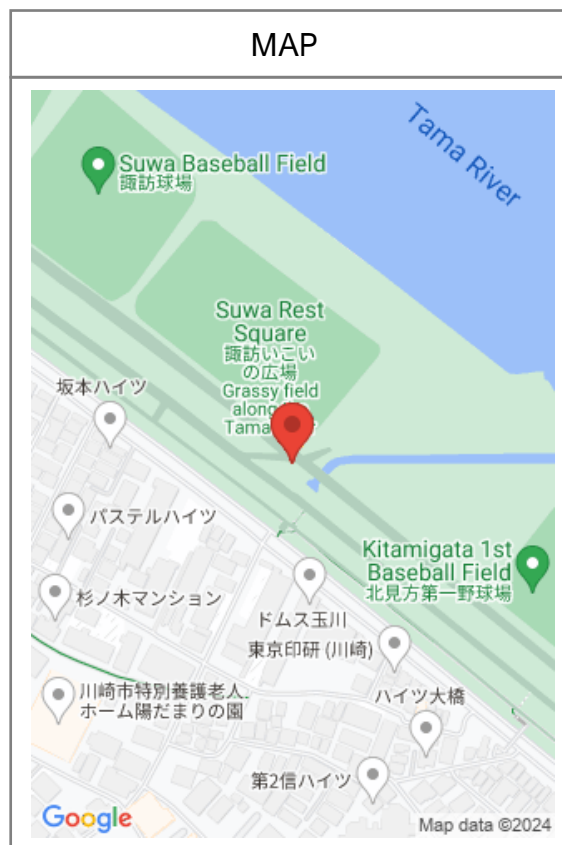 MAP
Tama River
Suwa Baseball Field
諏訪球場
Suwa Rest
Square
諏訪いこい
の広場
Grassy field
along
Tama
坂本ハイツ
パステルハイツ
Kitamigata 1st
Baseball Field
北見方第一野球場
杉ノ木マンション
ドムス玉川
東京印研 (川崎)
川崎市特別養護老人.
ホーム陽だまりの園
ハイツ大橋
第2信ハイツ
Google
Map data ©2024